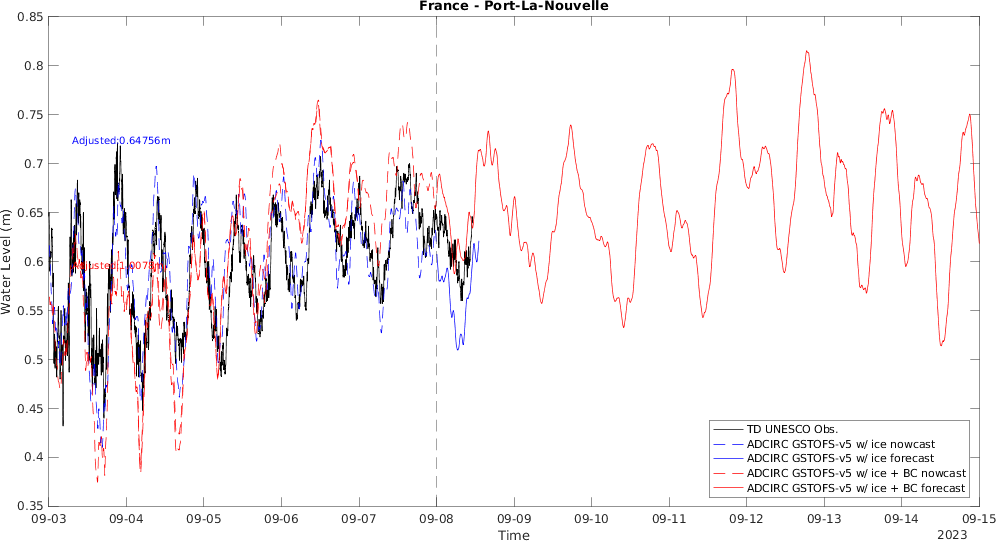 France - Port-La-Nouvelle
0.85
0.8
0.75
0.7
0.65
0.6
0.55
0.5
0.45
0.4
0.35
Water Level (m)
Adjusted:0.64756m
TD UNESCO Obs.
ADCIRC GSTOFS-v5 w/ ice nowcast
ADCIRC GSTOFS-v5 w/ ice forecast
ADCIRC GSTOFS-v5 w/ ice + BC nowcast
ADCIRC GSTOFS-v5 w/ ice + BC forecast
09-03 09-04 09-05 09-06 09-07 09-08 09-09 09-10 09-11 09-12 09-13 09-14 09-15
Time
2023